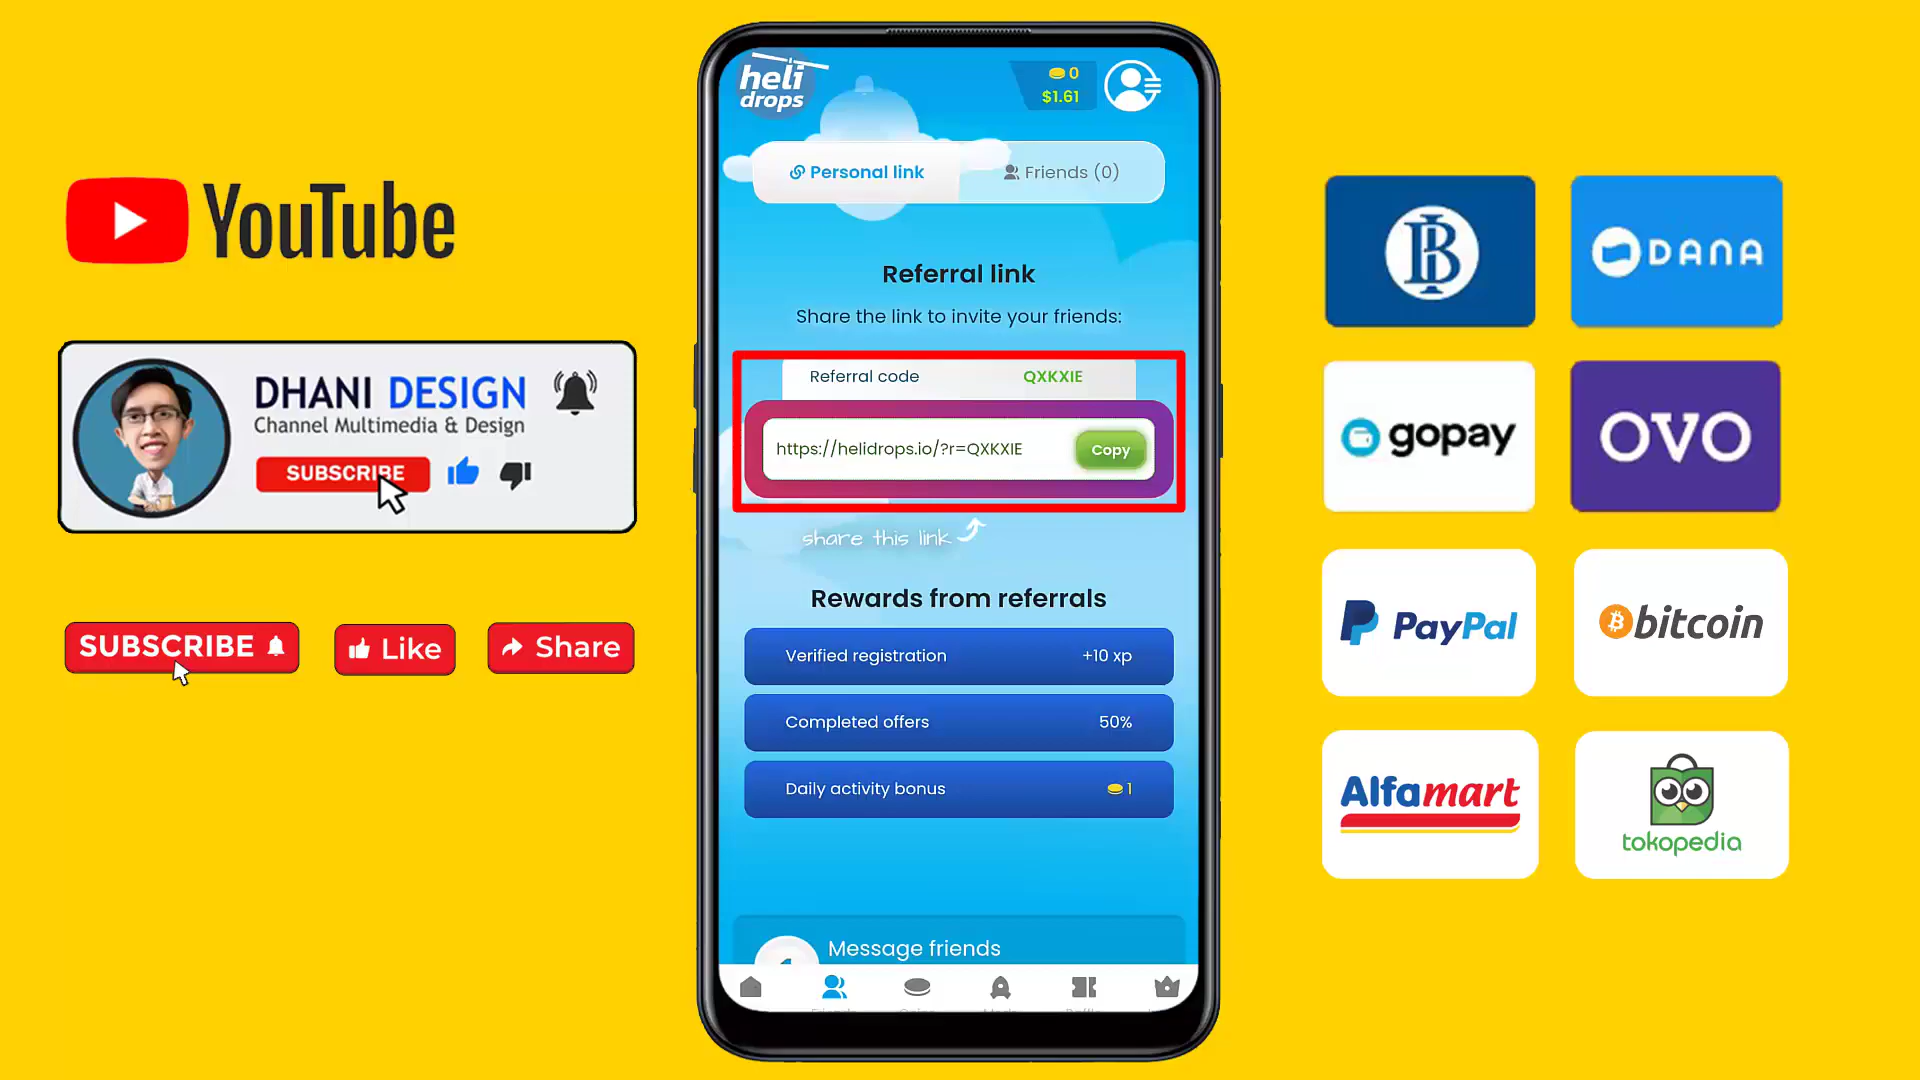 YouTube
DHANI DESIGN
Channel Multimedia & Design
SUBSCRIBE
SUBSCRIBE
Like
Share
heli
drops
0
$1.61
Personal link
Friends (0)
Referral link
Share the link to invite your friends:
Referral code
QXKXIE
https://helidrops.io/?r=QXKXIE
Copy
share this link
Rewards from referrals
Verified registration
+10 xp
Completed offers
50%
Daily activity bonus
1
Message friends
DANA
gopay
OVO
PayPal
bitcoin
Alfamart
tokopedia